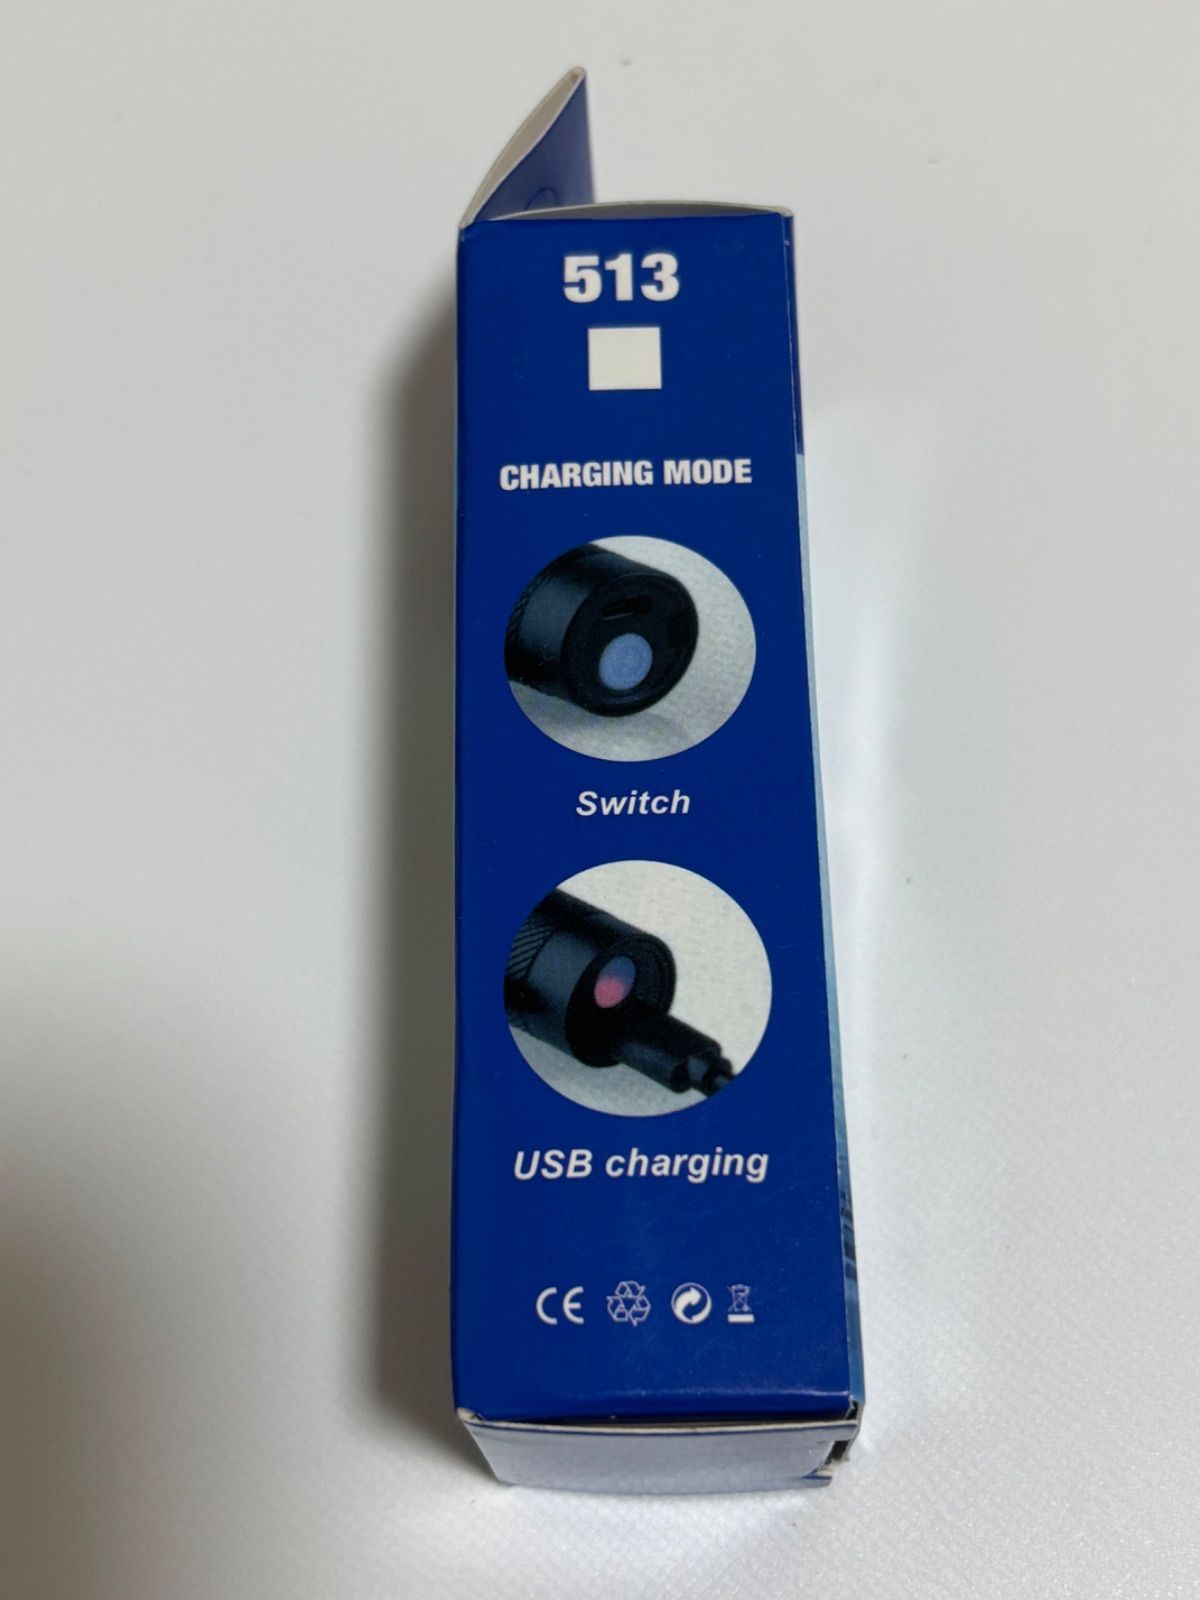 513
CHARGING MODE
Switch
USB charging
CE